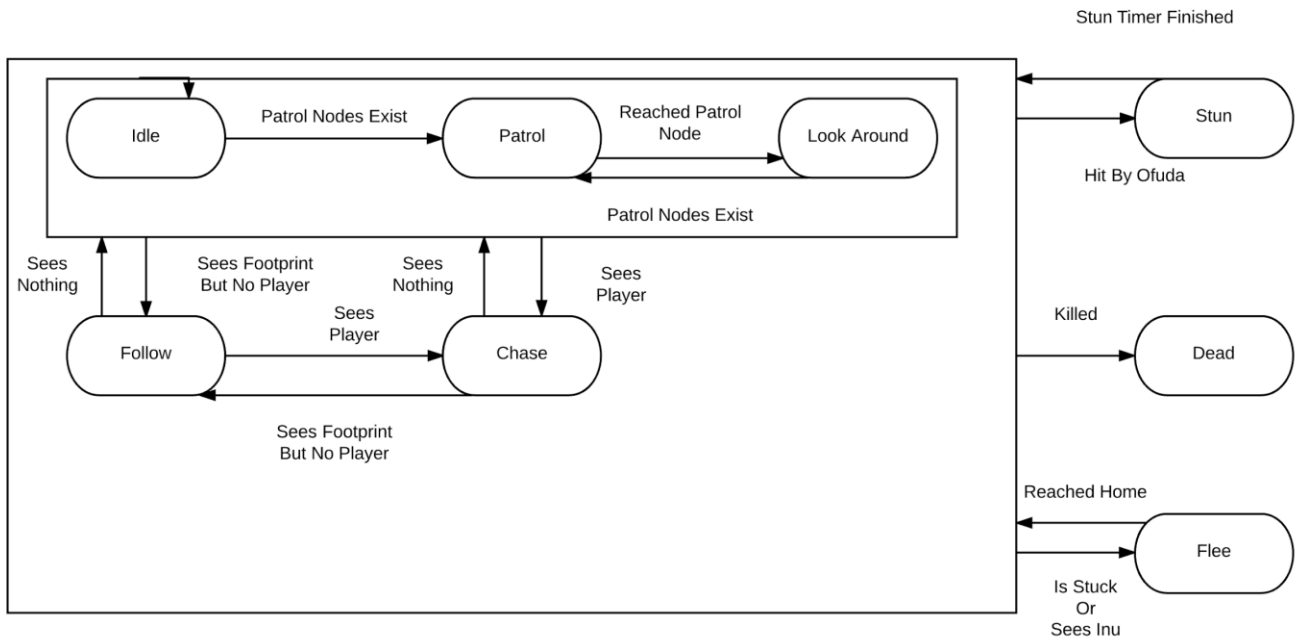 Stun Timer Finished
Idle
Patrol Nodes Exist
Patrol
Reached Patrol
Node
Look Around
Stun
Hit By Ofuda
Patrol Nodes Exist
Sees
Nothing
Sees Footprint
But No Player
Sees
Nothing
Sees
Player
Sees
Player
Killed
Follow
Chase
Dead
Sees Footprint
But No Player
Reached Home
Flee
Is Stuck
Or
Sees Inu